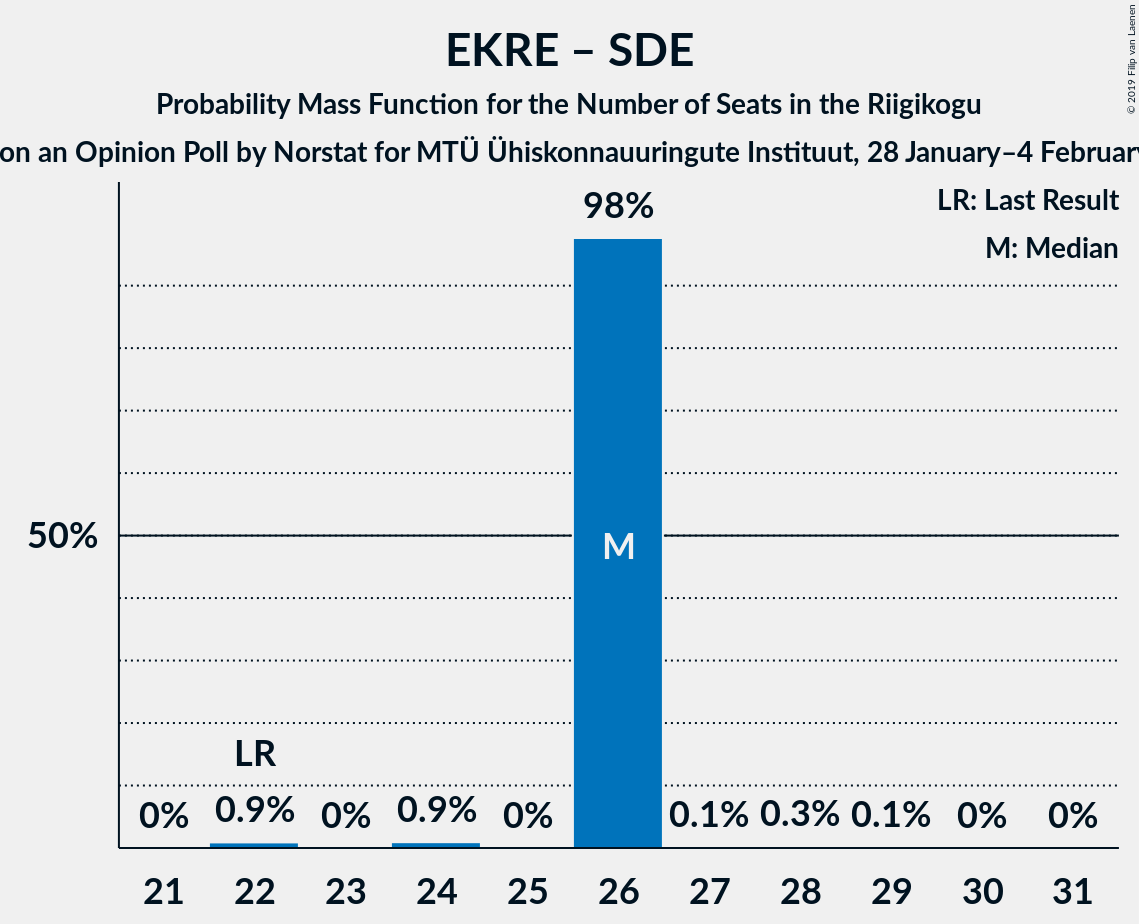 EKRE – SDE
Probability Mass Function for the Number of Seats in the Riigikogu
on an Opinion Poll by Norstat for MTÜ Ühiskonnauuringute Instituut, 28 January–4 February
© 2019 Filip van Laenen
LR: Last Result
M: Median
98%
50%
M
LR
0% 0.9% 0% 0.9% 0% 0.1% 0.3% 0.1% 0% 0%
21 22 23 24 25 26 27 28 29 30 31